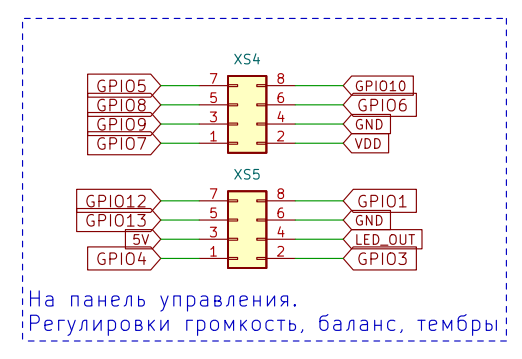 XS4
GPIO5 7 8 GPIO10
GPIO8 5 6 GPIO6
GPIO9 3 4 GND
GPIO7 1 2 VDD
XS5
GPIO12 7 8 GPIO1
GPIO13 5 6 GND
5V 3 4 LED_OUT
GPIO4 1 2 GPIO3
На панель управления.
Регулировки громкость, баланс, тембры